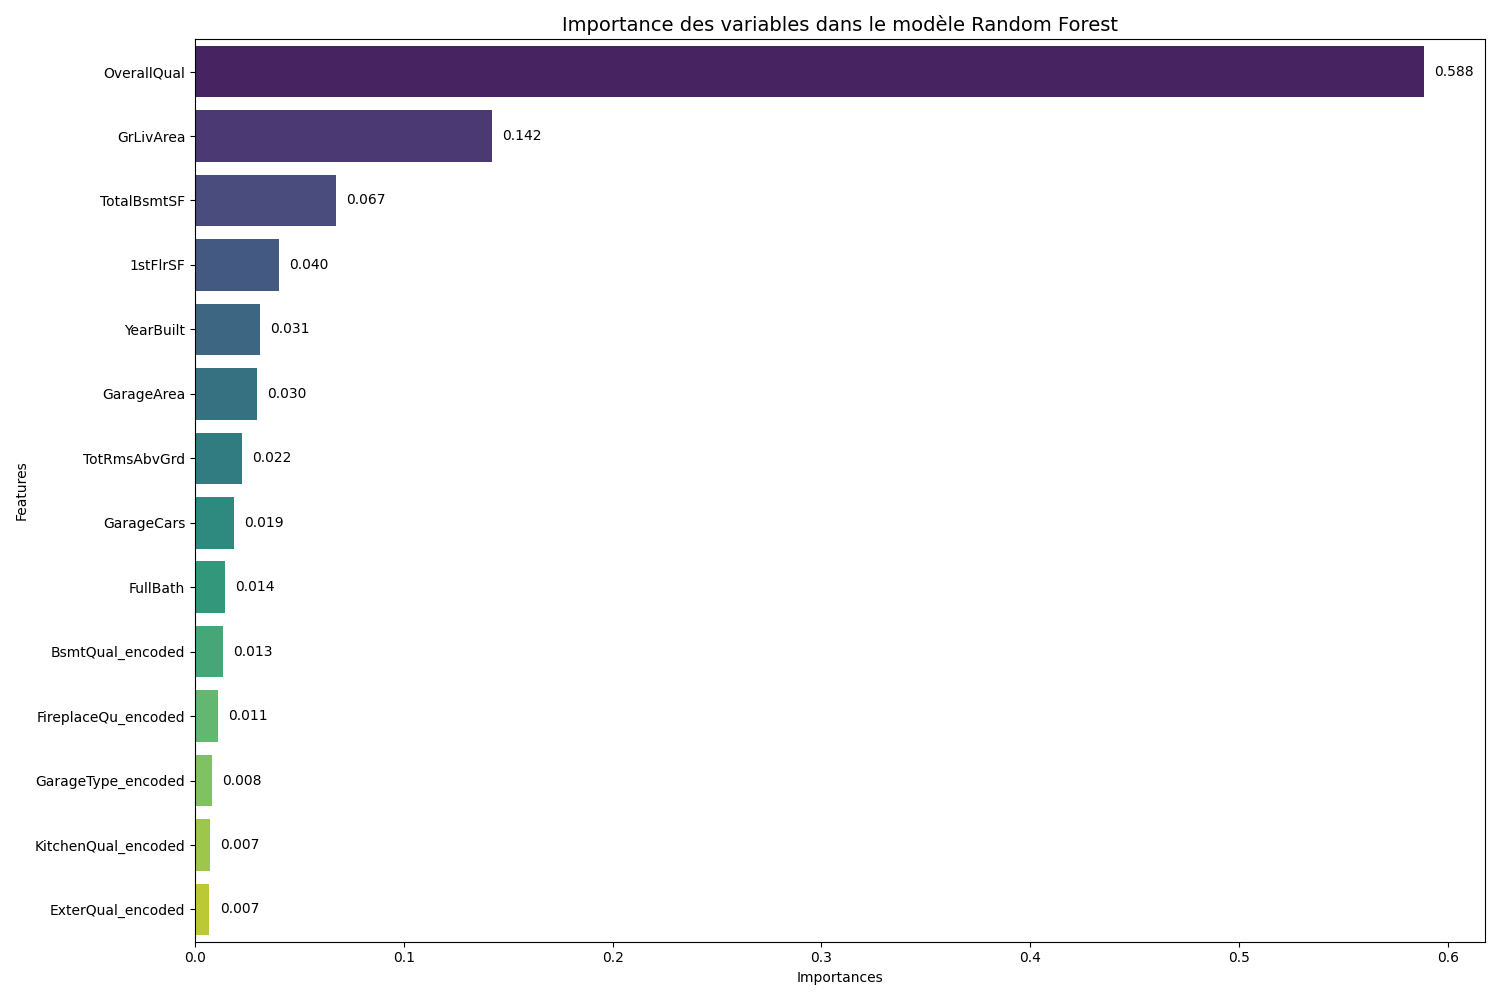 Importance des variables dans le modèle Random Forest
OverallQual 0.588
GrLivArea 0.142
TotalBsmtSF 0.067
1stFlrSF 0.040
YearBuilt 0.031
GarageArea 0.030
TotRmsAbvGrd 0.022
GarageCars 0.019
FullBath 0.014
BsmtQual_encoded 0.013
FireplaceQu_encoded 0.011
GarageType_encoded 0.008
KitchenQual_encoded 0.007
ExterQual_encoded 0.007
Features
0.0 0.1 0.2 0.3 0.4 0.5 0.6
Importances